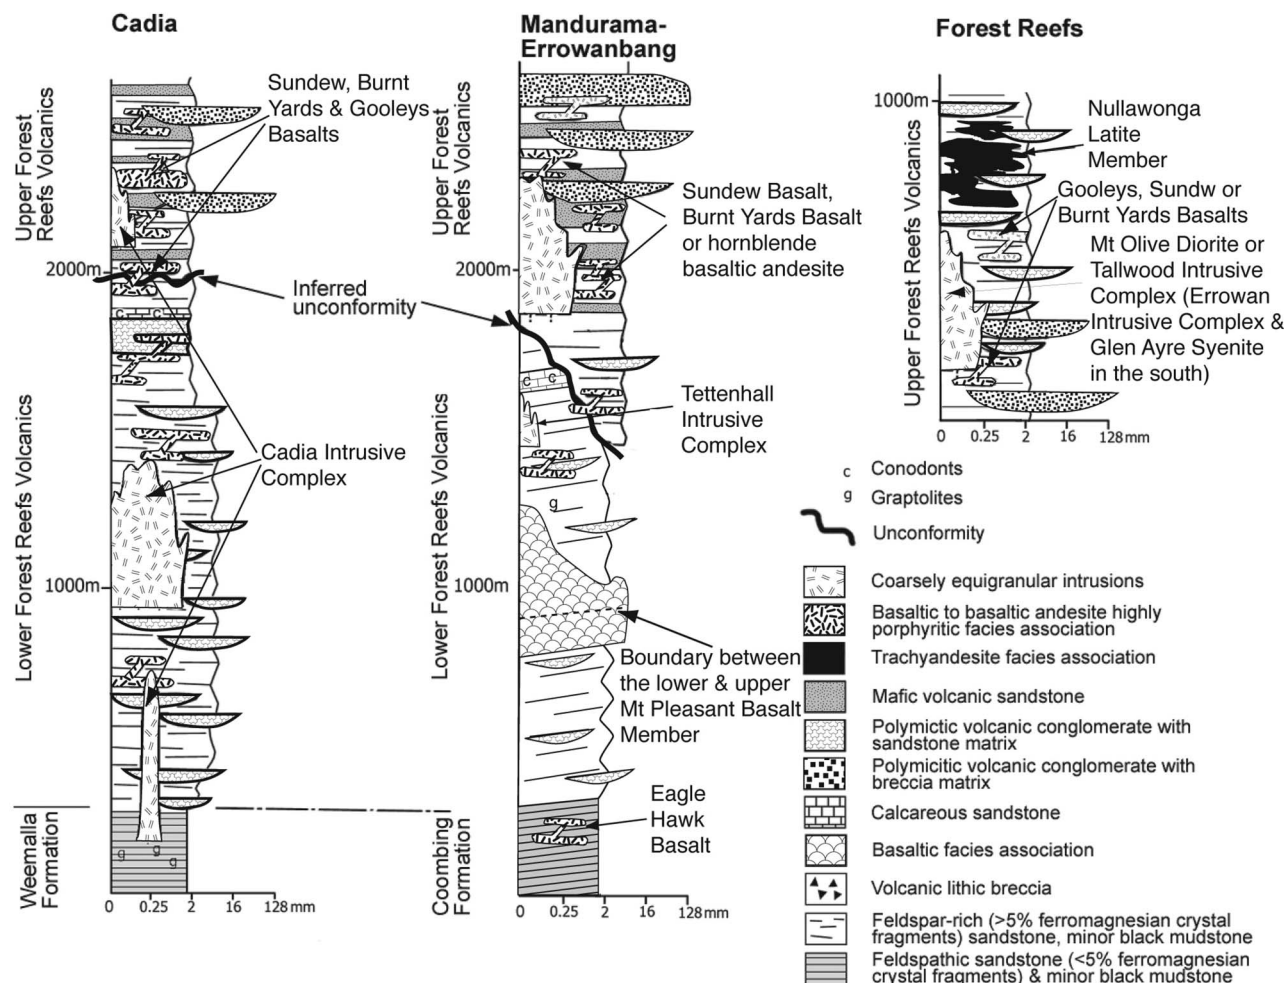 Cadia
Upper Forest
Reefs Volcanics
Sundew, Burnt
Yards & Gooleys
Basalts
2000m
Inferred
unconformity
Lower Forest Reefs Volcanics
c c c
Cadia Intrusive
Complex
1000m
Weemalla
Formation
g g g
0 0.25 2 16 128mm
Mandurama-
Errowanbang
Upper Forest
Reefs Volcanics
Sundew Basalt,
Burnt Yards Basalt
or hornblende
basaltic andesite
2000m
c c
Tettenhall
Intrusive
Complex
Lower Forest Reefs Volcanics
g
1000m
Boundary between
the lower & upper
Mt Pleasant Basalt
Member
Eagle
Hawk
Basalt
Coombing
Formation
0 0.25 2 16 128mm
Forest Reefs
1000m
Upper Forest Reefs Volcanics
Nullawonga
Latite
Member
Gooleys, Sundw or
Burnt Yards Basalts
Mt Olive Diorite or
Tallwood Intrusive
Complex (Errowan
Intrusive Complex &
Glen Ayre Syenite
in the south)
0 0.25 2 16 128mm
c Conodonts
g Graptolites
Unconformity
Coarsely equigranular intrusions
Basaltic to basaltic andesite highly
porphyritic facies association
Trachyandesite facies association
Mafic volcanic sandstone
Polymictic volcanic conglomerate with
sandstone matrix
Polymicitic volcanic conglomerate with
breccia matrix
Calcareous sandstone
Basaltic facies association
Volcanic lithic breccia
Feldspar-rich (>5% ferromagnesian crystal
fragments) sandstone, minor black mudstone
Feldspathic sandstone (<5% ferromagnesian
crystal fragments) & minor black mudstone